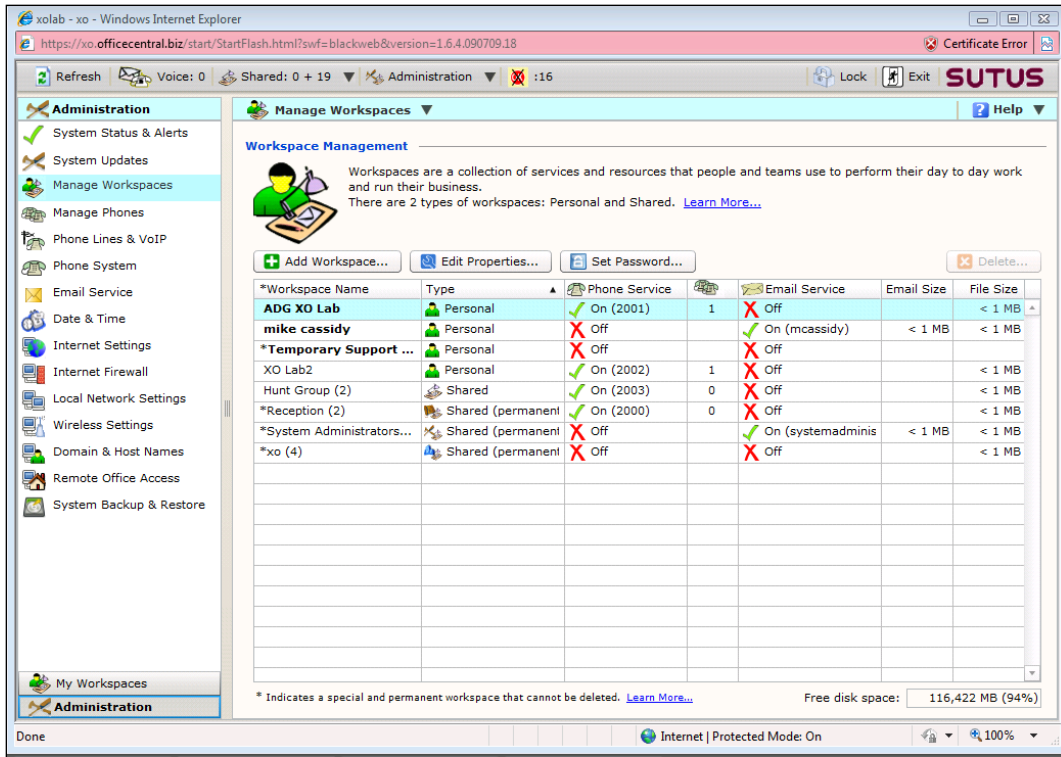 xolab - xo - Windows Internet Explorer
https://xo.officecentral.biz/start/StartFlash.html?swf=blackweb&version=1.6.4.090709.18 Certificate Error
Refresh Voice: 0 Shared: 0 + 19 ▼ Administration ▼ :16 Lock Exit SUTUS
Administration
System Status & Alerts
System Updates
Manage Workspaces
Manage Phones
Phone Lines & VoIP
Phone System
Email Service
Date & Time
Internet Settings
Internet Firewall
Local Network Settings
Wireless Settings
Domain & Host Names
Remote Office Access
System Backup & Restore
My Workspaces
Administration
Manage Workspaces ▼ Help ▼
Workspace Management
Workspaces are a collection of services and resources that people and teams use to perform their day to day work
and run their business.
There are 2 types of workspaces: Personal and Shared. Learn More...
Add Workspace... Edit Properties... Set Password... Delete...
*Workspace Name Type ▲ Phone Service Email Service Email Size File Size
ADG XO Lab Personal On (2001) 1 Off < 1 MB
mike cassidy Personal Off On (mcassidy) < 1 MB < 1 MB
*Temporary Support ... Personal Off Off
XO Lab2 Personal On (2002) 1 Off < 1 MB
Hunt Group (2) Shared On (2003) 0 Off < 1 MB
*Reception (2) Shared (permanent On (2000) 0 Off < 1 MB
*System Administrators... Shared (permanent Off On (systemadminis < 1 MB < 1 MB
*xo (4) Shared (permanent Off Off < 1 MB
* Indicates a special and permanent workspace that cannot be deleted. Learn More... Free disk space: 116,422 MB (94%)
Done Internet | Protected Mode: On 100%